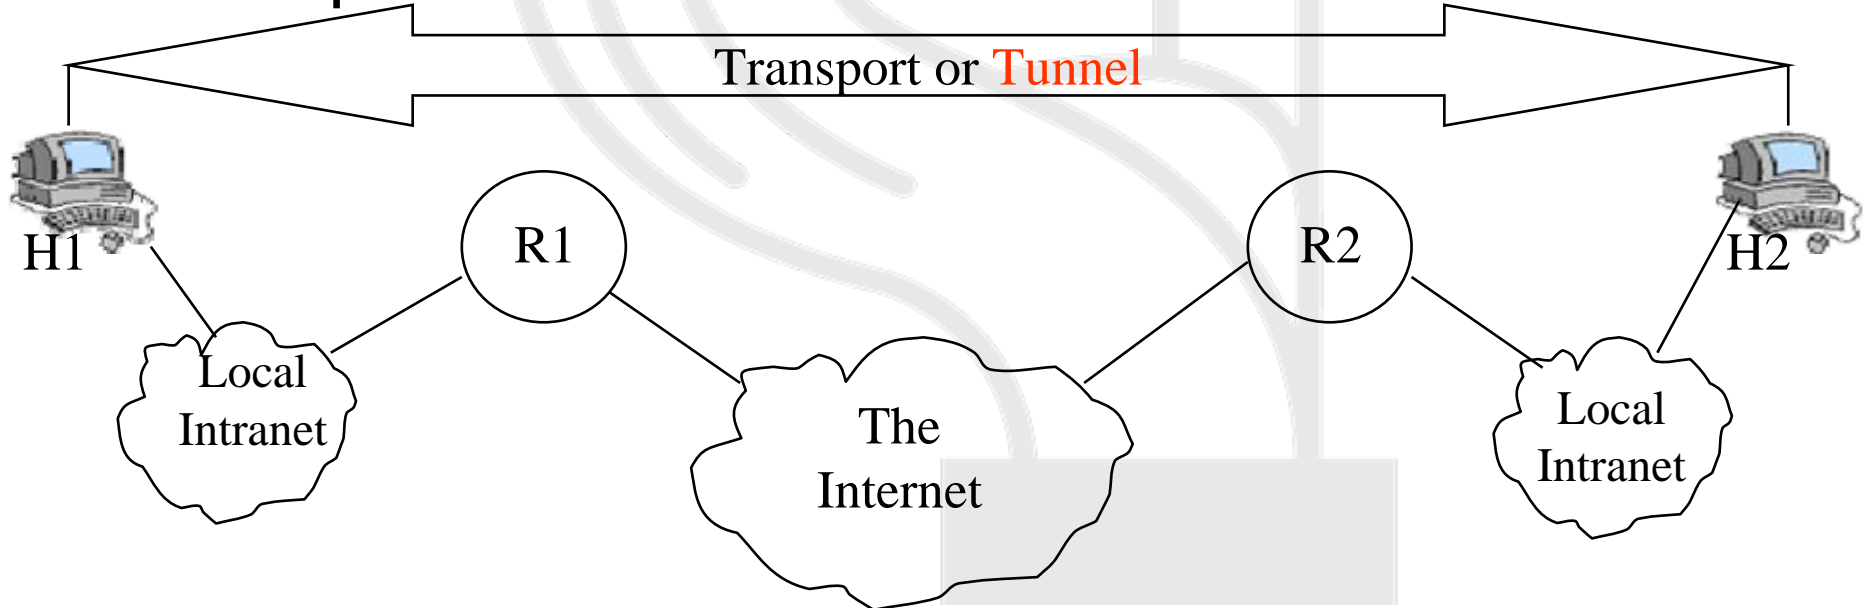 Transport or Tunnel
H1
R1
R2
H2
Local
Intranet
The
Internet
Local
Intranet